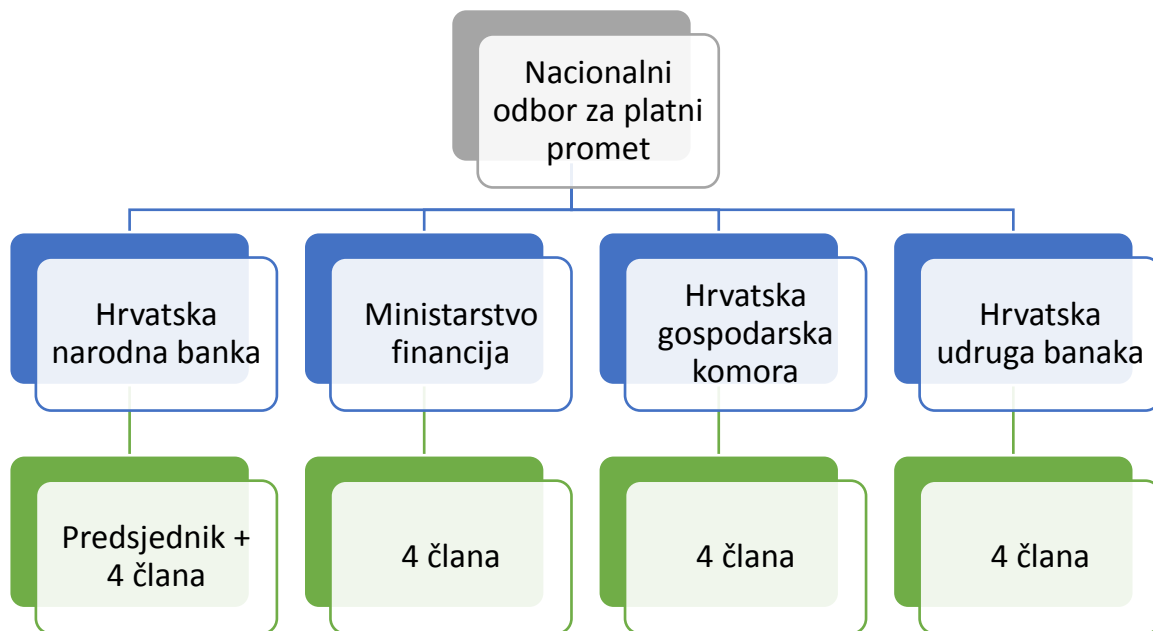 Nacionalni
odbor za platni
promet
Hrvatska
narodna banka
Ministarstvo
financija
Hrvatska
gospodarska
komora
Hrvatska
udruga banaka
Predsjednik +
4 člana
4 člana
4 člana
4 člana